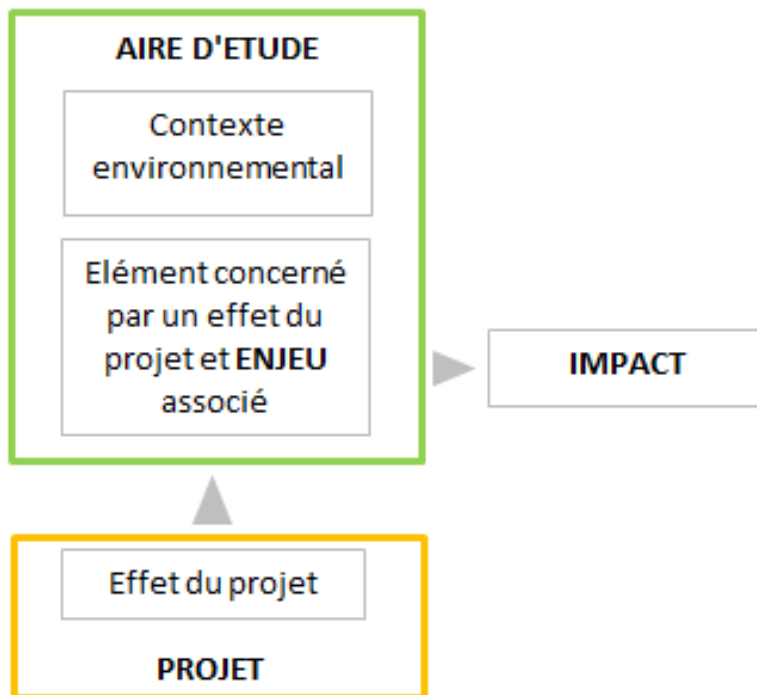 AIRE D'ETUDE
Contexte
environnemental
Elément concerné
par un effet du
projet et ENJEU
associé
IMPACT
Effet du projet
PROJET